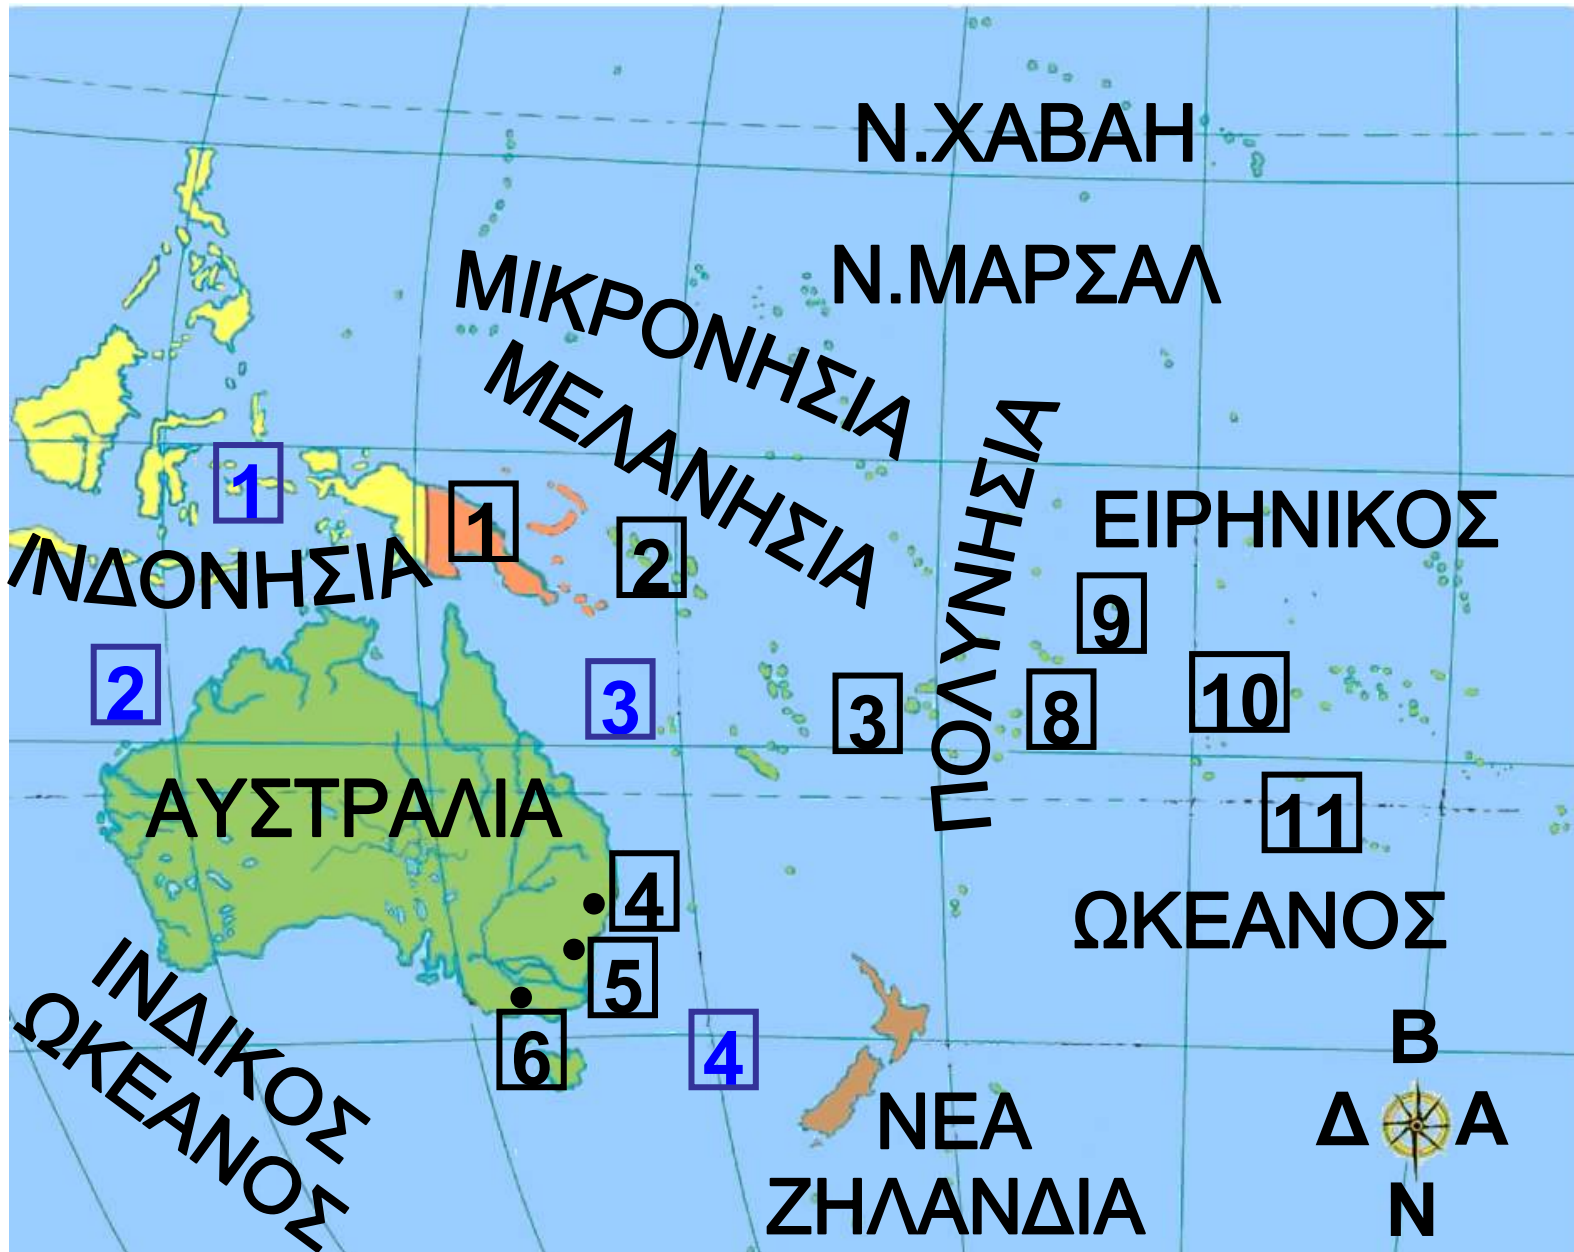 Ν.ΧΑΒΑΗ
Ν.ΜΑΡΣΑΛ
ΜΙΚΡΟΝΗΣΙΑ
ΜΕΛΑΝΗΣΙΑ
ΠΟΛΥΝΗΣΙΑ
1
1
2
ΕΙΡΗΝΙΚΟΣ
ΙΝΔΟΝΗΣΙΑ
9
2
3
3
8
10
ΑΥΣΤΡΑΛΙΑ
11
4
ΩΚΕΑΝΟΣ
5
ΙΝΔΙΚΟΣ
ΩΚΕΑΝΟΣ
6
4
Β
ΝΕΑ
ΖΗΛΑΝΔΙΑ
Δ Α
Ν